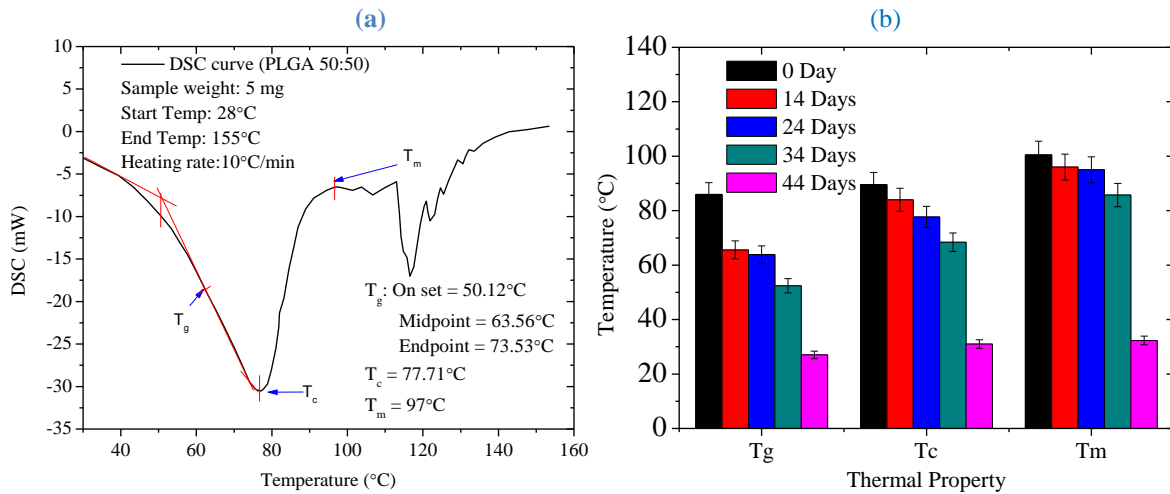 (a)
10
5
0
-5
-10
-15
-20
-25
-30
-35
DSC (mW)
DSC curve (PLGA 50:50)
Sample weight: 5 mg
Start Temp: 28°C
End Temp: 155°C
Heating rate:10°C/min
Tm
Tg
Tc
Tg: On set = 50.12°C
Midpoint = 63.56°C
Endpoint = 73.53°C
Tc = 77.71°C
Tm = 97°C
40 60 80 100 120 140 160
Temperature (°C)
(b)
140
120
100
80
60
40
20
0
Temperature (°C)
0 Day
14 Days
24 Days
34 Days
44 Days
Tg Tc Tm
Thermal Property